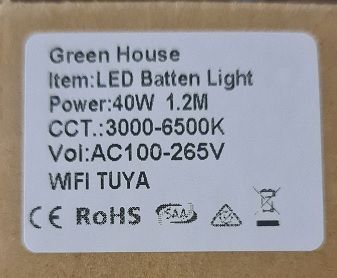 Green House
Item:LED Batten Light
Power:40W 1.2M
CCT.:3000-6500K
Vol:AC100-265V
WIFI TUYA
CE RoHS SAA